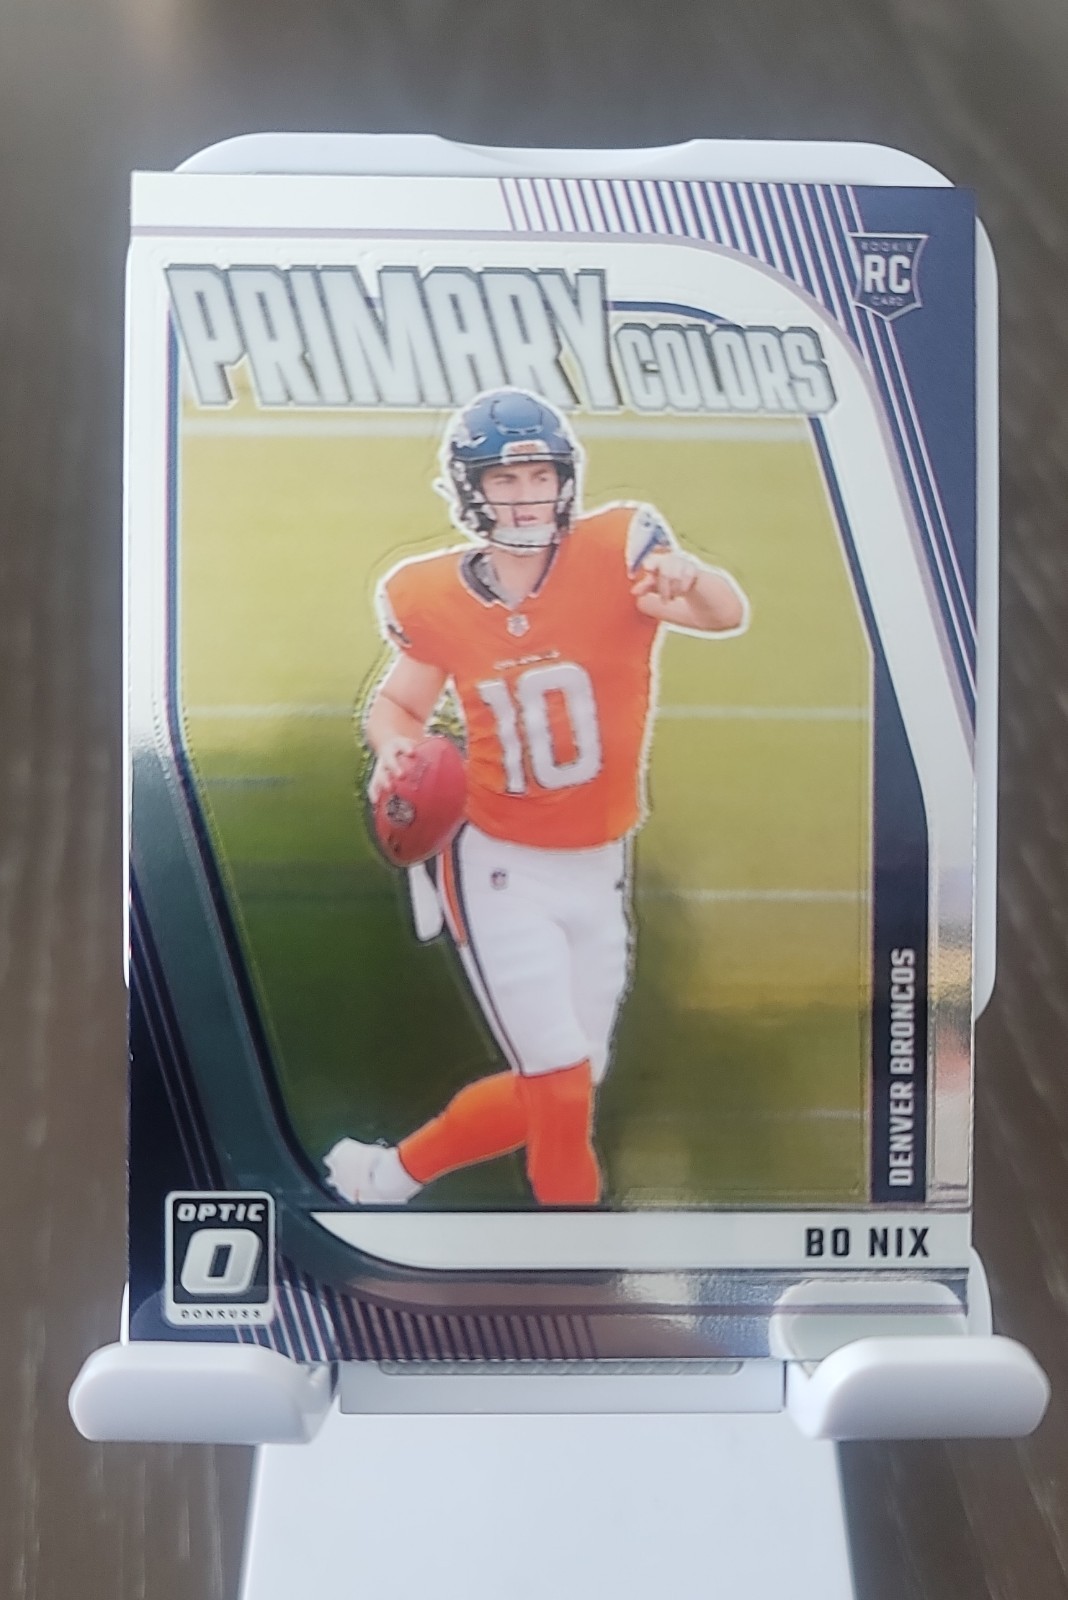 ROOKIE
RC
CARD
PRIMARY COLORS
10
DENVER BRONCOS
BO NIX
OPTIC
O
DONRUSS